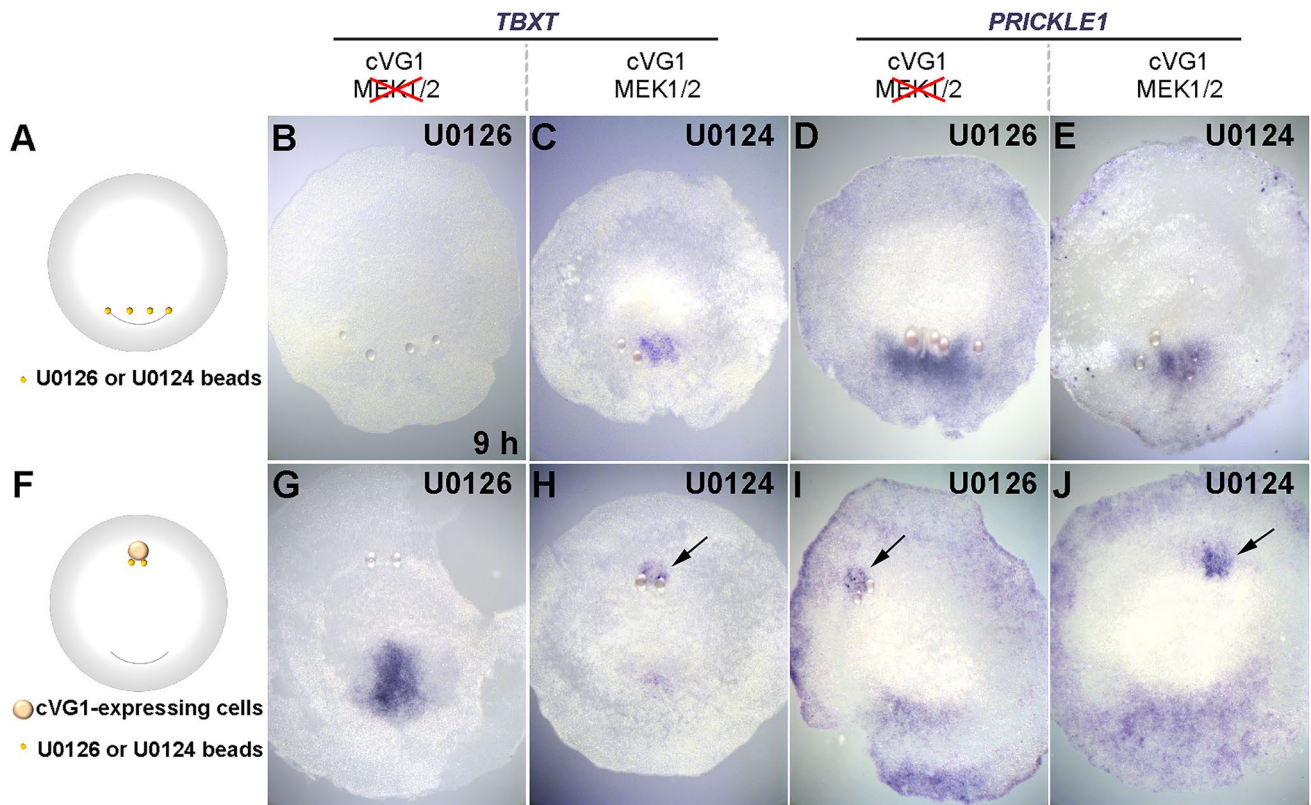 TBXT PRICKLE1
cVG1 cVG1 cVG1 cVG1
MEK1/2 MEK1/2 MEK1/2 MEK1/2
A B U0126 C U0124 D U0126 E U0124
U0126 or U0124 beads
9 h
F G U0126 H U0124 I U0126 J U0124
cVG1-expressing cells
U0126 or U0124 beads